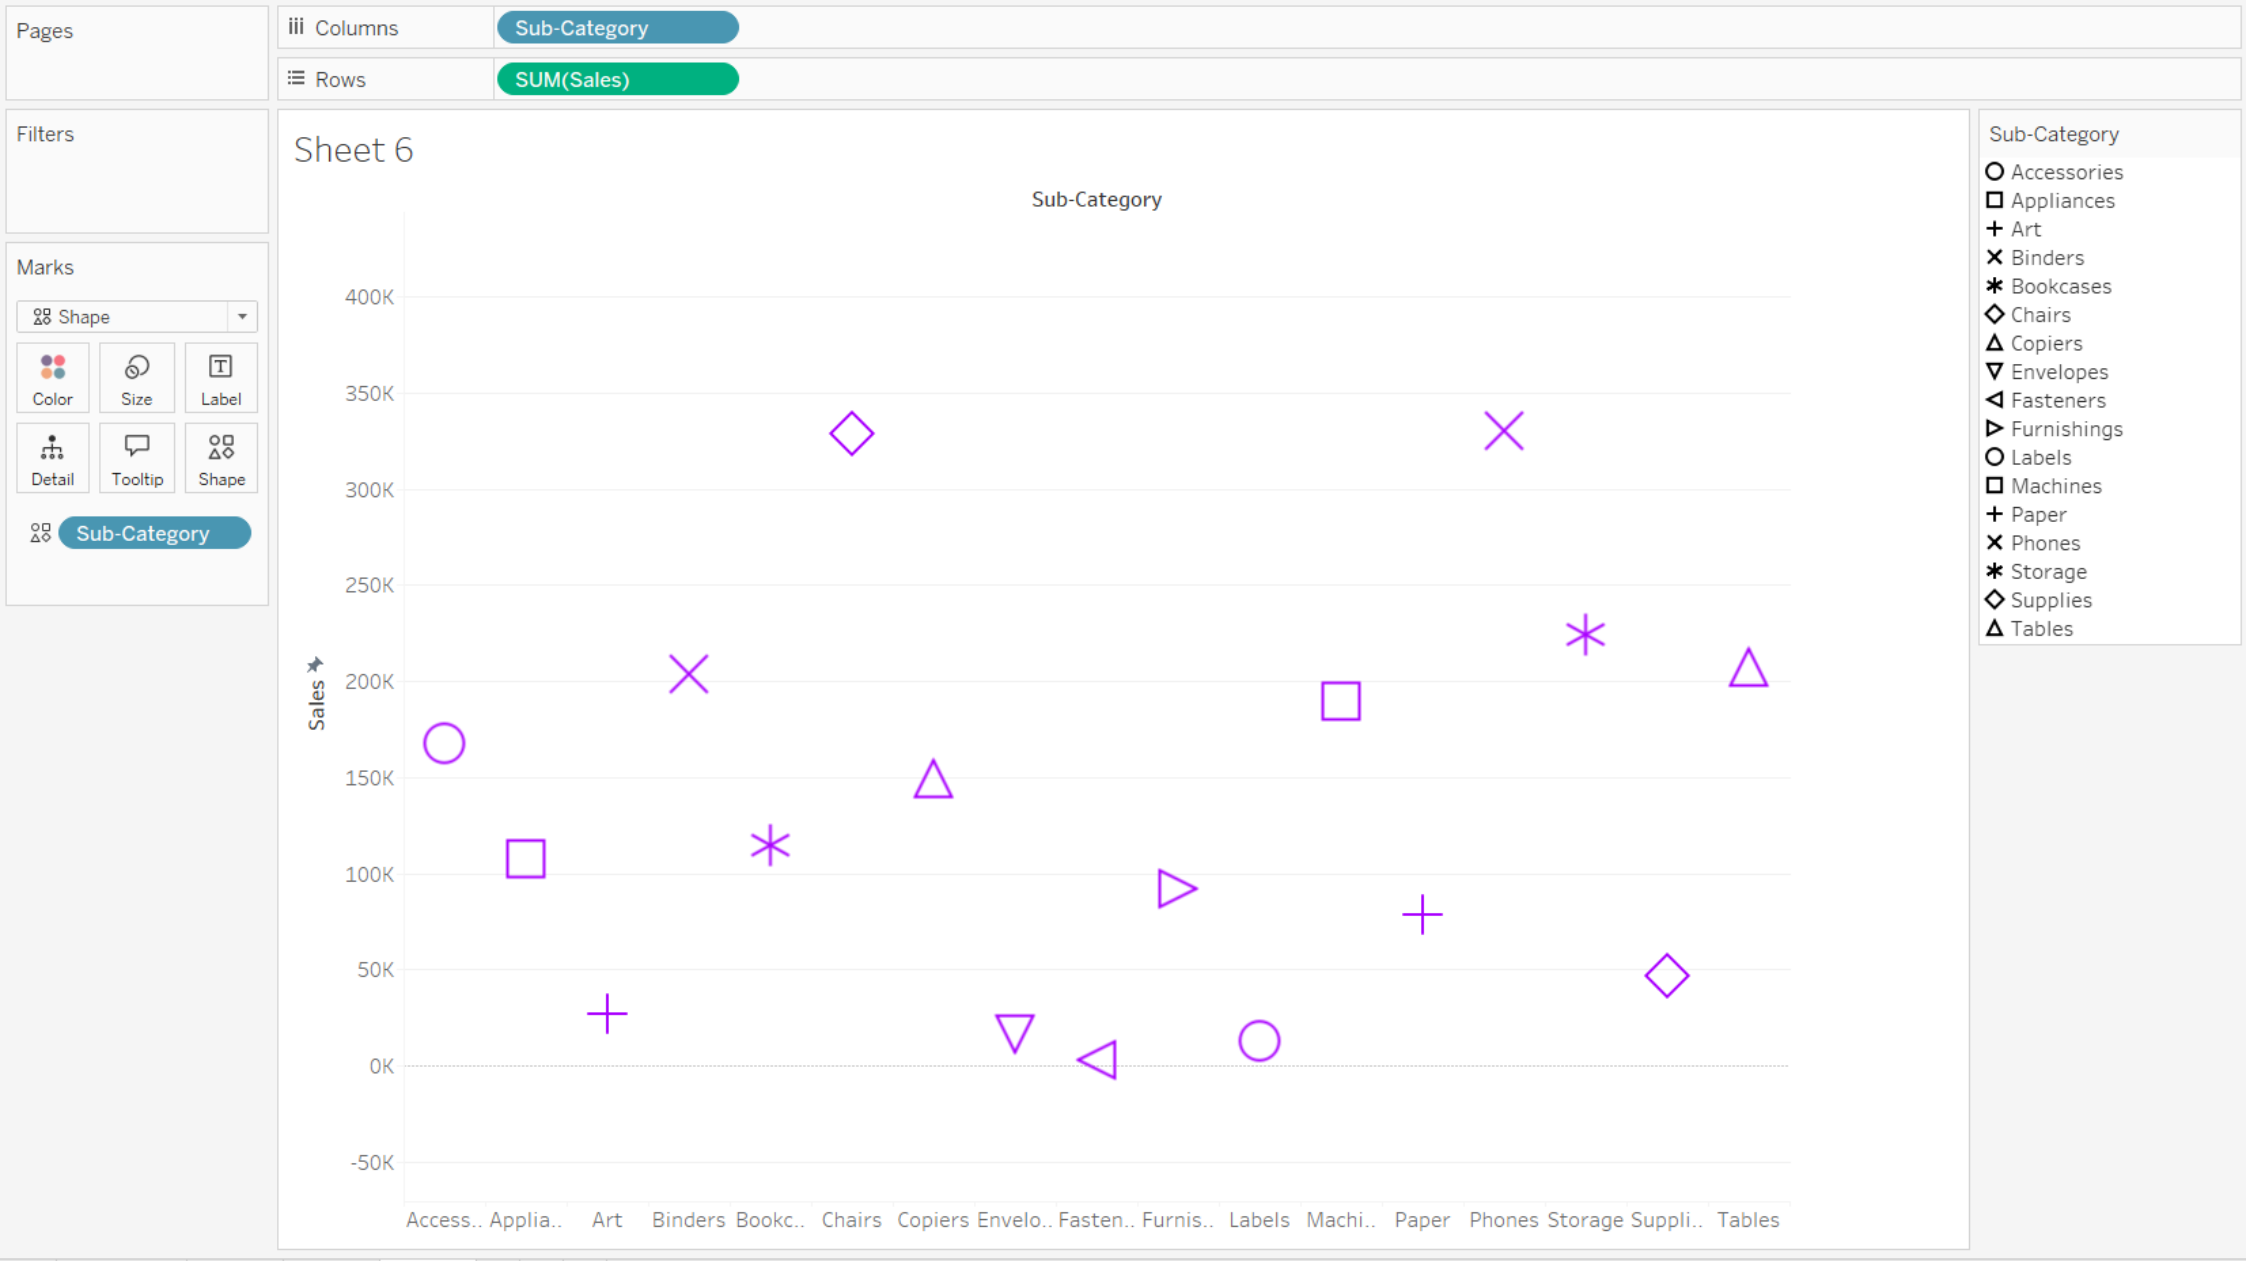 Pages
Columns
Sub-Category
Rows
SUM(Sales)
Filters
Marks
Shape
Color
Size
Label
Detail
Tooltip
Shape
Sub-Category
Sheet 6
Sub-Category
Sales
400K
350K
300K
250K
200K
150K
100K
50K
0K
-50K
Access.. Applia.. Art Binders Bookc.. Chairs Copiers Envelo.. Fasten.. Furnis.. Labels Machi.. Paper Phones Storage Suppli.. Tables
Sub-Category
Accessories
Appliances
Art
Binders
Bookcases
Chairs
Copiers
Envelopes
Fasteners
Furnishings
Labels
Machines
Paper
Phones
Storage
Supplies
Tables